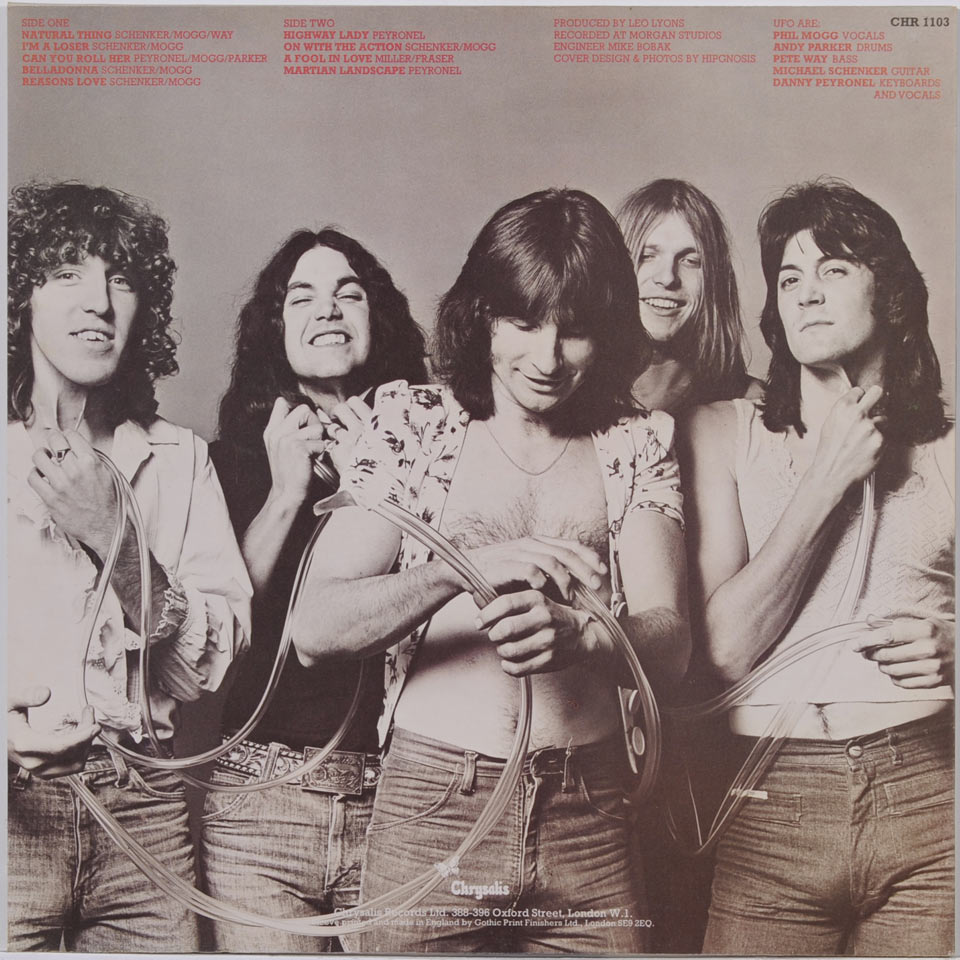 SIDE ONE
NATURAL THING SCHENKER/MOGG/WAY
I'M A LOSER SCHENKER/MOGG
CAN YOU ROLL HER PEYRONEL/MOGG/PARKER
BELLADONNA SCHENKER/MOGG
REASONS LOVE SCHENKER/MOGG
SIDE TWO
HIGHWAY LADY PEYRONEL
ON WITH THE ACTION SCHENKER/MOGG
A FOOL IN LOVE MILLER/FRASER
MARTIAN LANDSCAPE PEYRONEL
PRODUCED BY LEO LYONS
RECORDED AT MORGAN STUDIOS
ENGINEER MIKE BOBAK
COVER DESIGN & PHOTOS BY HIPGNOSIS
UFO ARE:
PHIL MOGG VOCALS
ANDY PARKER DRUMS
PETE WAY BASS
MICHAEL SCHENKER GUITAR
DANNY PEYRONEL KEYBOARDS
AND VOCALS
CHR 1103
Chrysalis
Chrysalis Records Ltd. 388-396 Oxford Street, London W.1.
printed and made in England by Gothic Print Finishers Ltd., London SE9 2EQ.